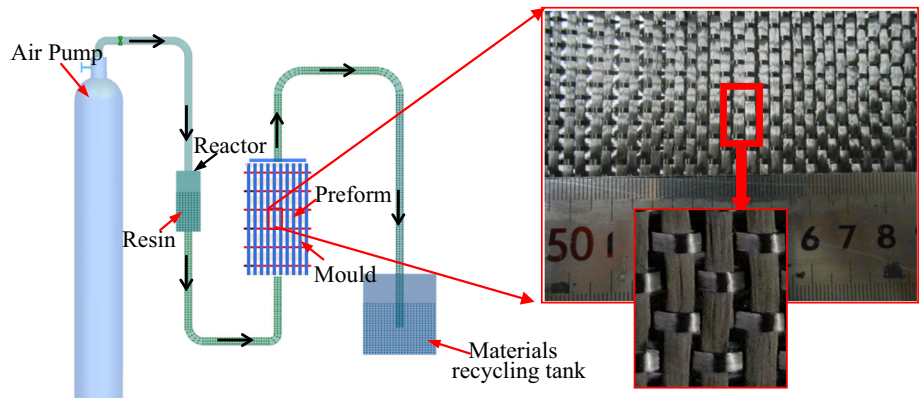 Air Pump
Reactor
Resin
Preform
Mould
Materials
recycling tank
501
6 7 8